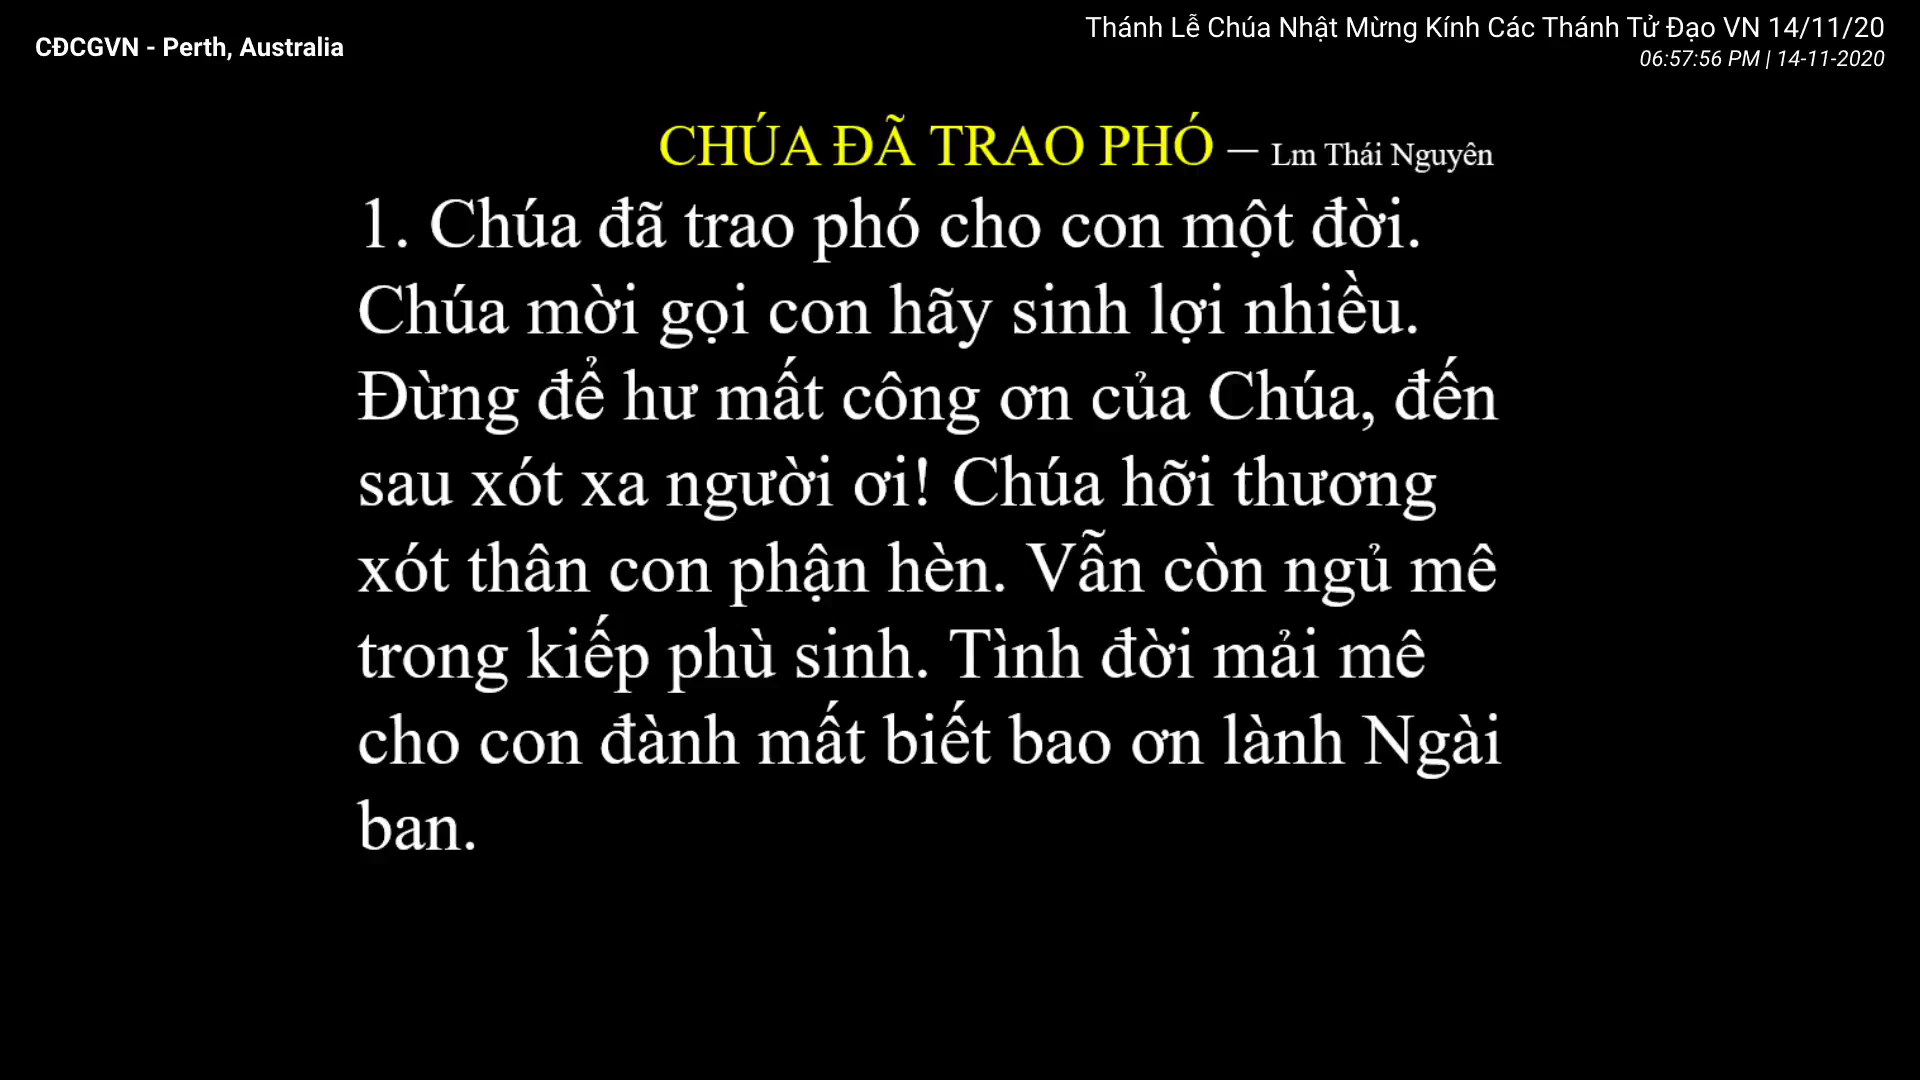 CĐCGVN - Perth, Australia
Thánh Lễ Chúa Nhật Mừng Kính Các Thánh Tử Đạo VN 14/11/20
06:57:56 PM | 14-11-2020
CHÚA ĐÃ TRAO PHÓ — Lm Thái Nguyên
1. Chúa đã trao phó cho con một đời.
Chúa mời gọi con hãy sinh lợi nhiều.
Đừng để hư mất công ơn của Chúa, đến
sau xót xa người ơi! Chúa hỡi thương
xót thân con phận hèn. Vẫn còn ngủ mê
trong kiếp phù sinh. Tình đời mải mê
cho con đành mất biết bao ơn lành Ngài
ban.